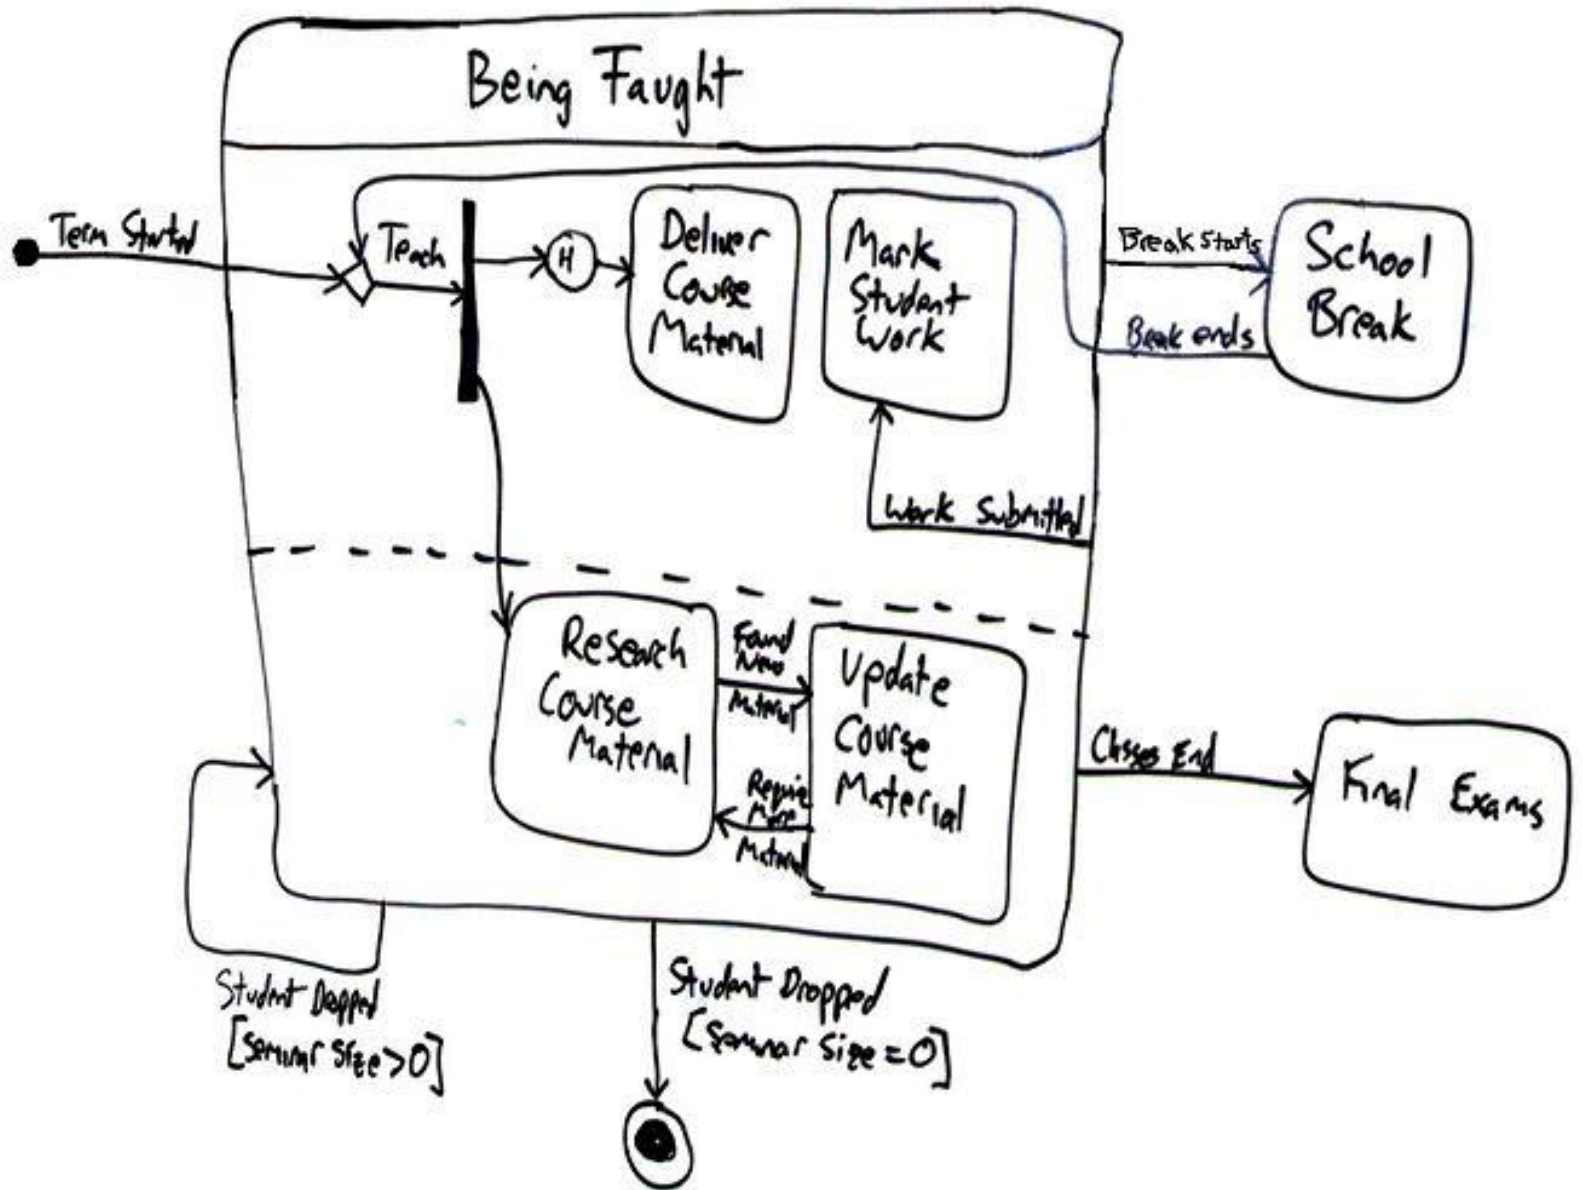 Being Taught
Term Started
Teach
H
Deliver
Course
Material
Mark
Student
Work
Break Starts
School
Break
Break ends
Work Submitted
Research
Course
Material
Found
New
Material
Update
Course
Material
Require
More
Material
Classes End
Final Exams
Student Dropped
[seminar size>0]
Student Dropped
[seminar size=0]